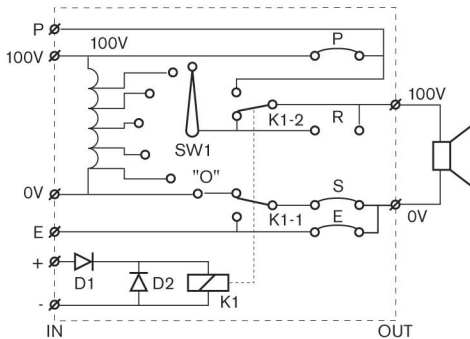 P
100V
100V
P
100V
K1-2
R
SW1
0V
"O"
S
K1-1
E
0V
E
+
D1
D2
K1
-
IN
OUT